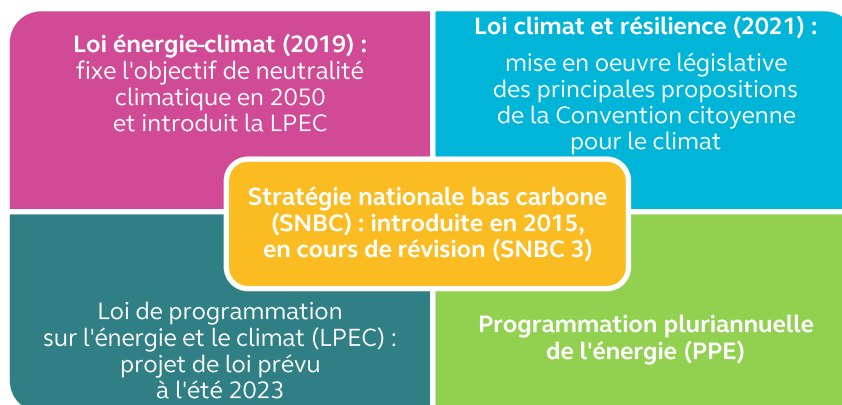 Loi énergie-climat (2019) :
fixe l'objectif de neutralité
climatique en 2050
et introduit la LPEC
Loi climat et résilience (2021) :
mise en oeuvre législative
des principales propositions
de la Convention citoyenne
pour le climat
Stratégie nationale bas carbone
(SNBC) : introduite en 2015,
en cours de révision (SNBC 3)
Loi de programmation
sur l'énergie et le climat (LPEC) :
projet de loi prévu
à l'été 2023
Programmation pluriannuelle
de l'énergie (PPE)